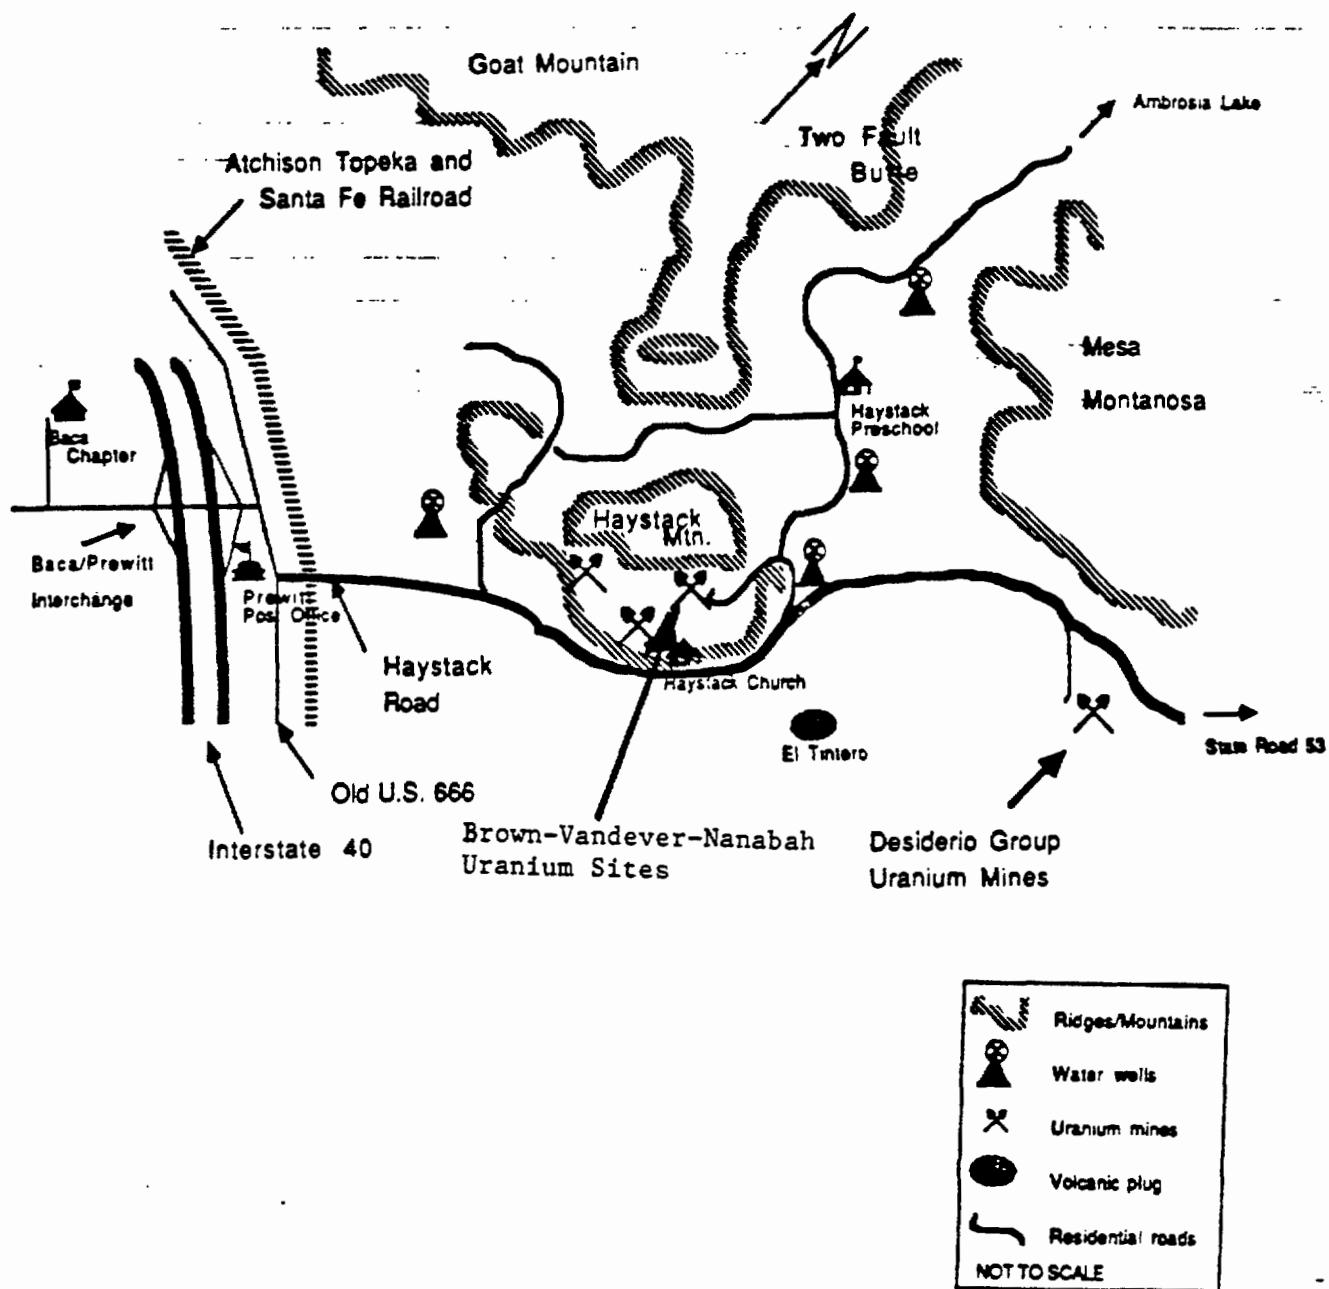 N
Goat Mountain
Ambrosia Lake
Two Fault
Butte
Atchison Topeka and
Santa Fe Railroad
Mesa
Montanosa
Haystack
Preschool
Baca
Chapter
Haystack
Mtn.
Baca/Prewitt
Interchange
Prewitt
Post Office
Haystack
Road
Haystack Church
El Tintero
State Road 53
Old U.S. 666
Interstate 40
Brown-Vandever-Nanabah
Uranium Sites
Desiderio Group
Uranium Mines
Ridges/Mountains
Water wells
Uranium mines
Volcanic plug
Residential roads
NOT TO SCALE